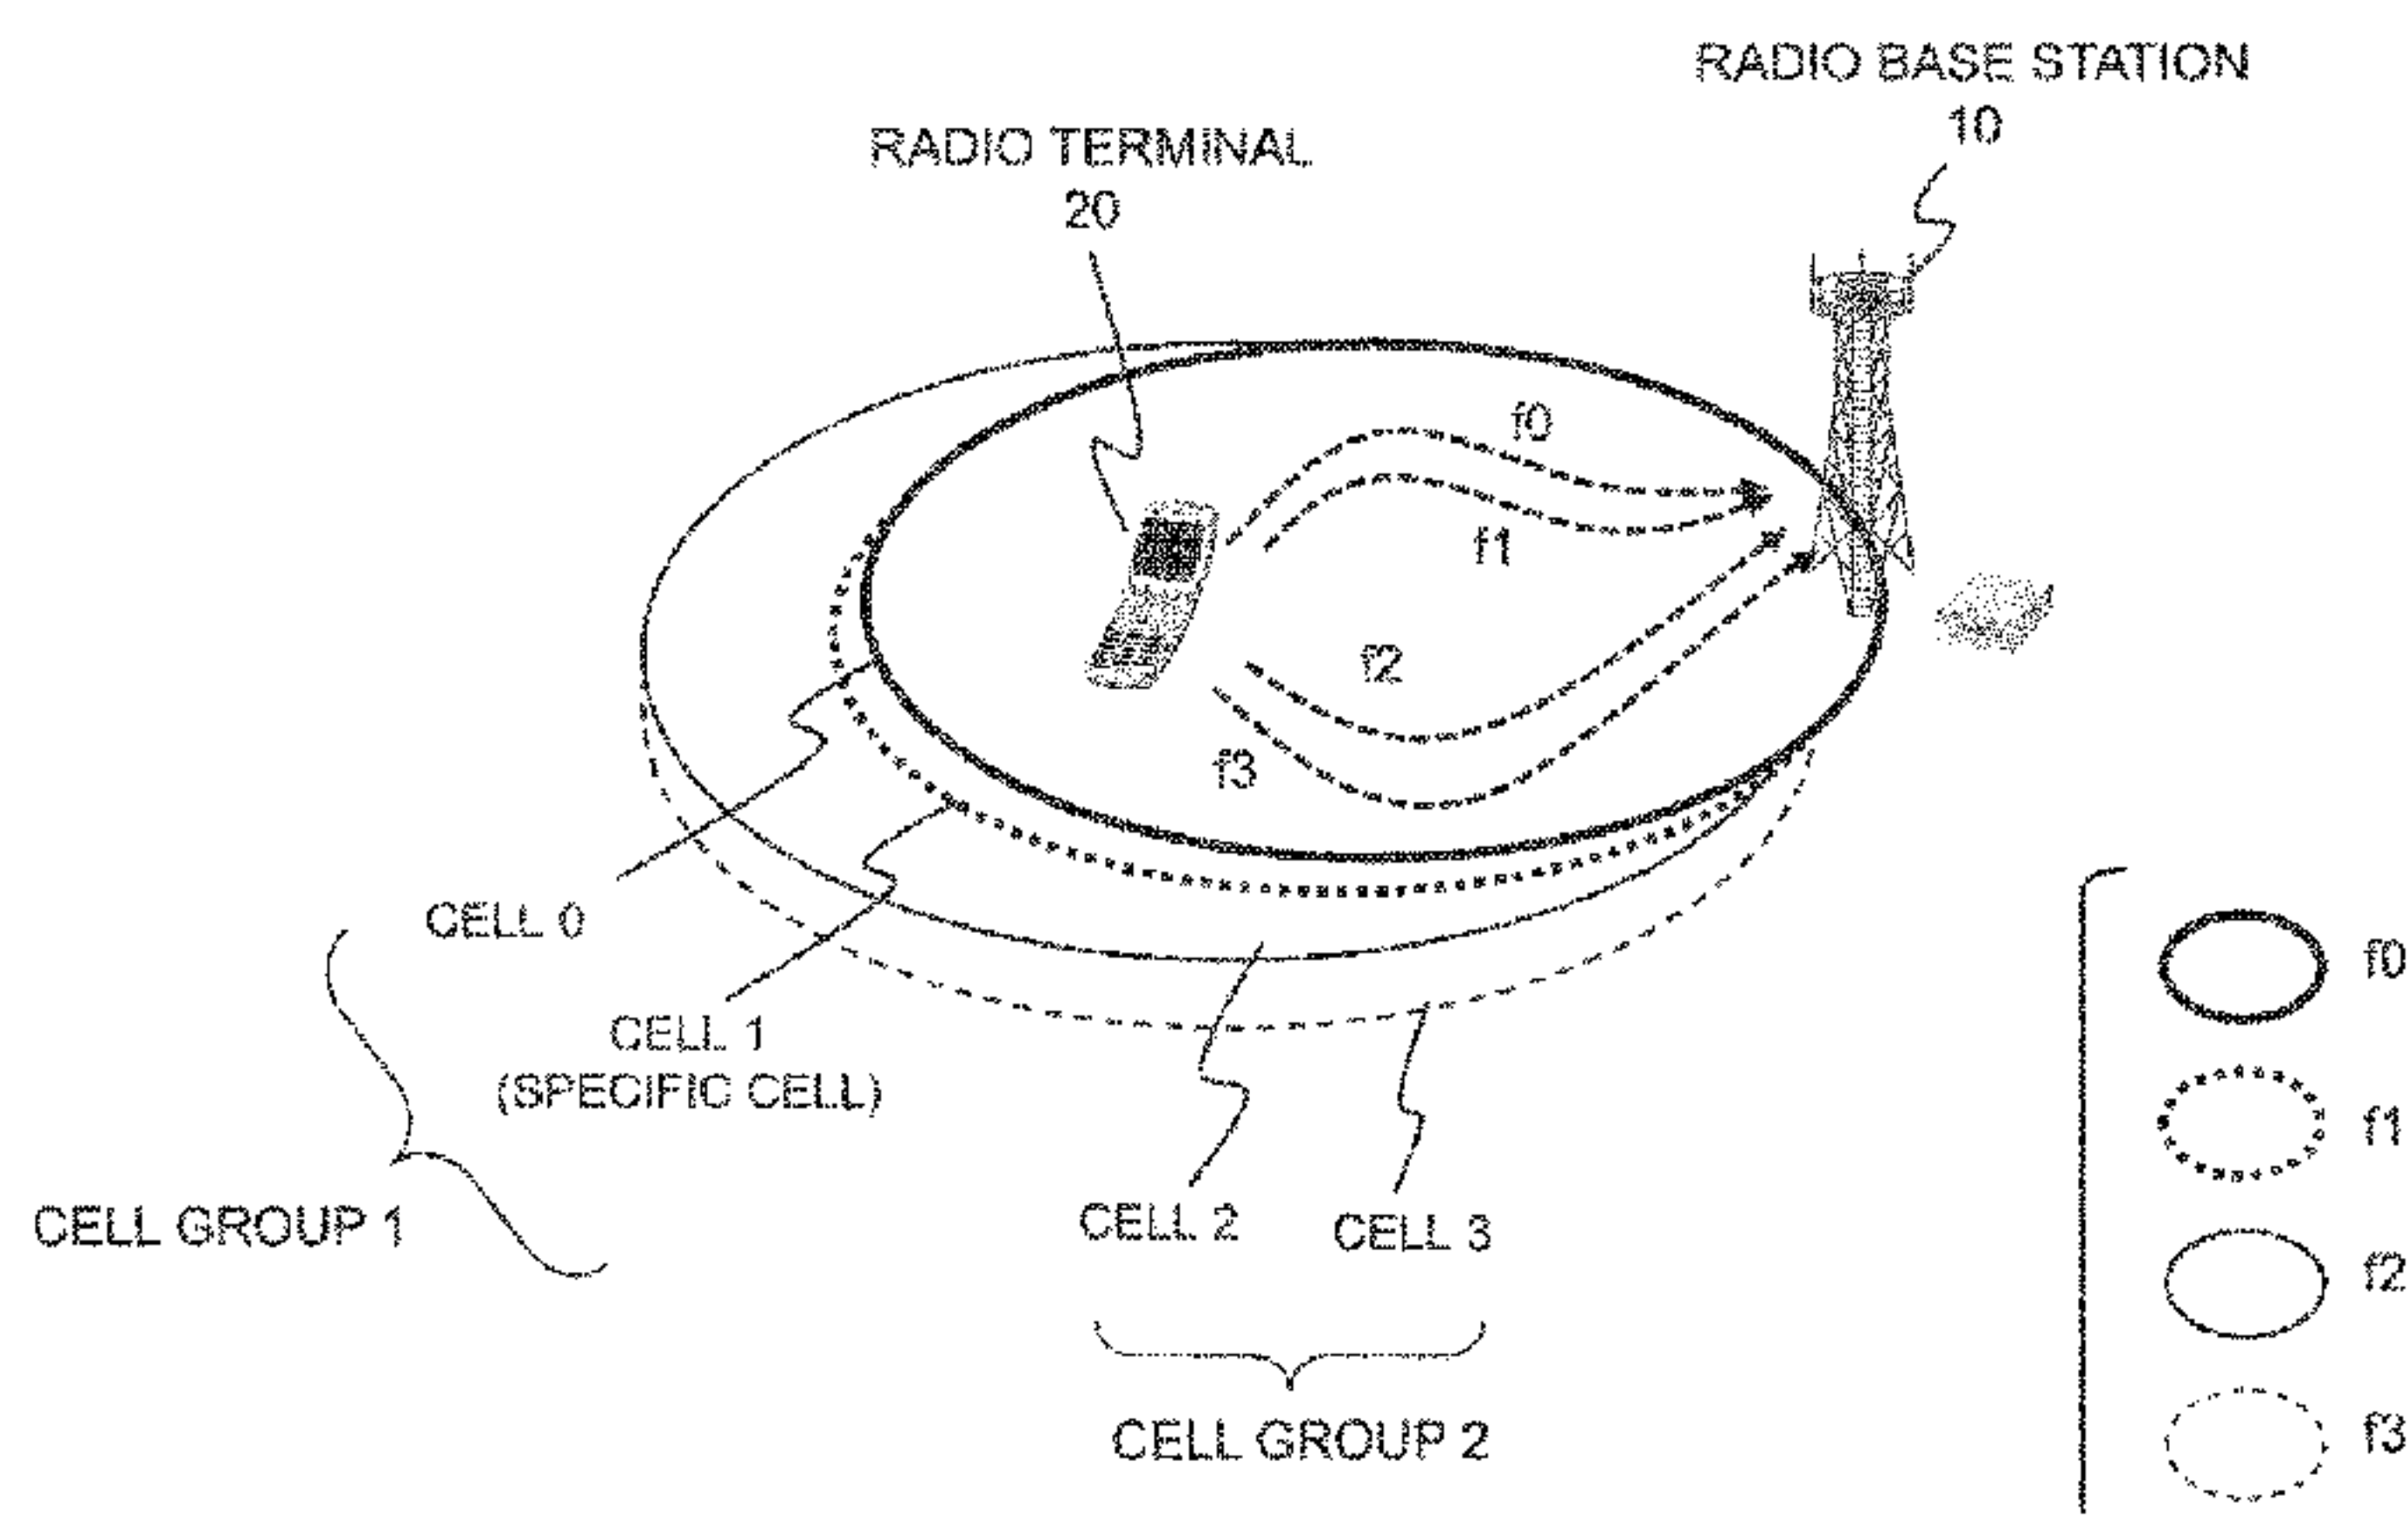 RADIO BASE STATION
10
RADIO TERMINAL
20
f0
f1
f2
f3
CELL 0
CELL 1
(SPECIFIC CELL)
CELL GROUP 1
CELL 2
CELL 3
CELL GROUP 2
f0
f1
f2
f3